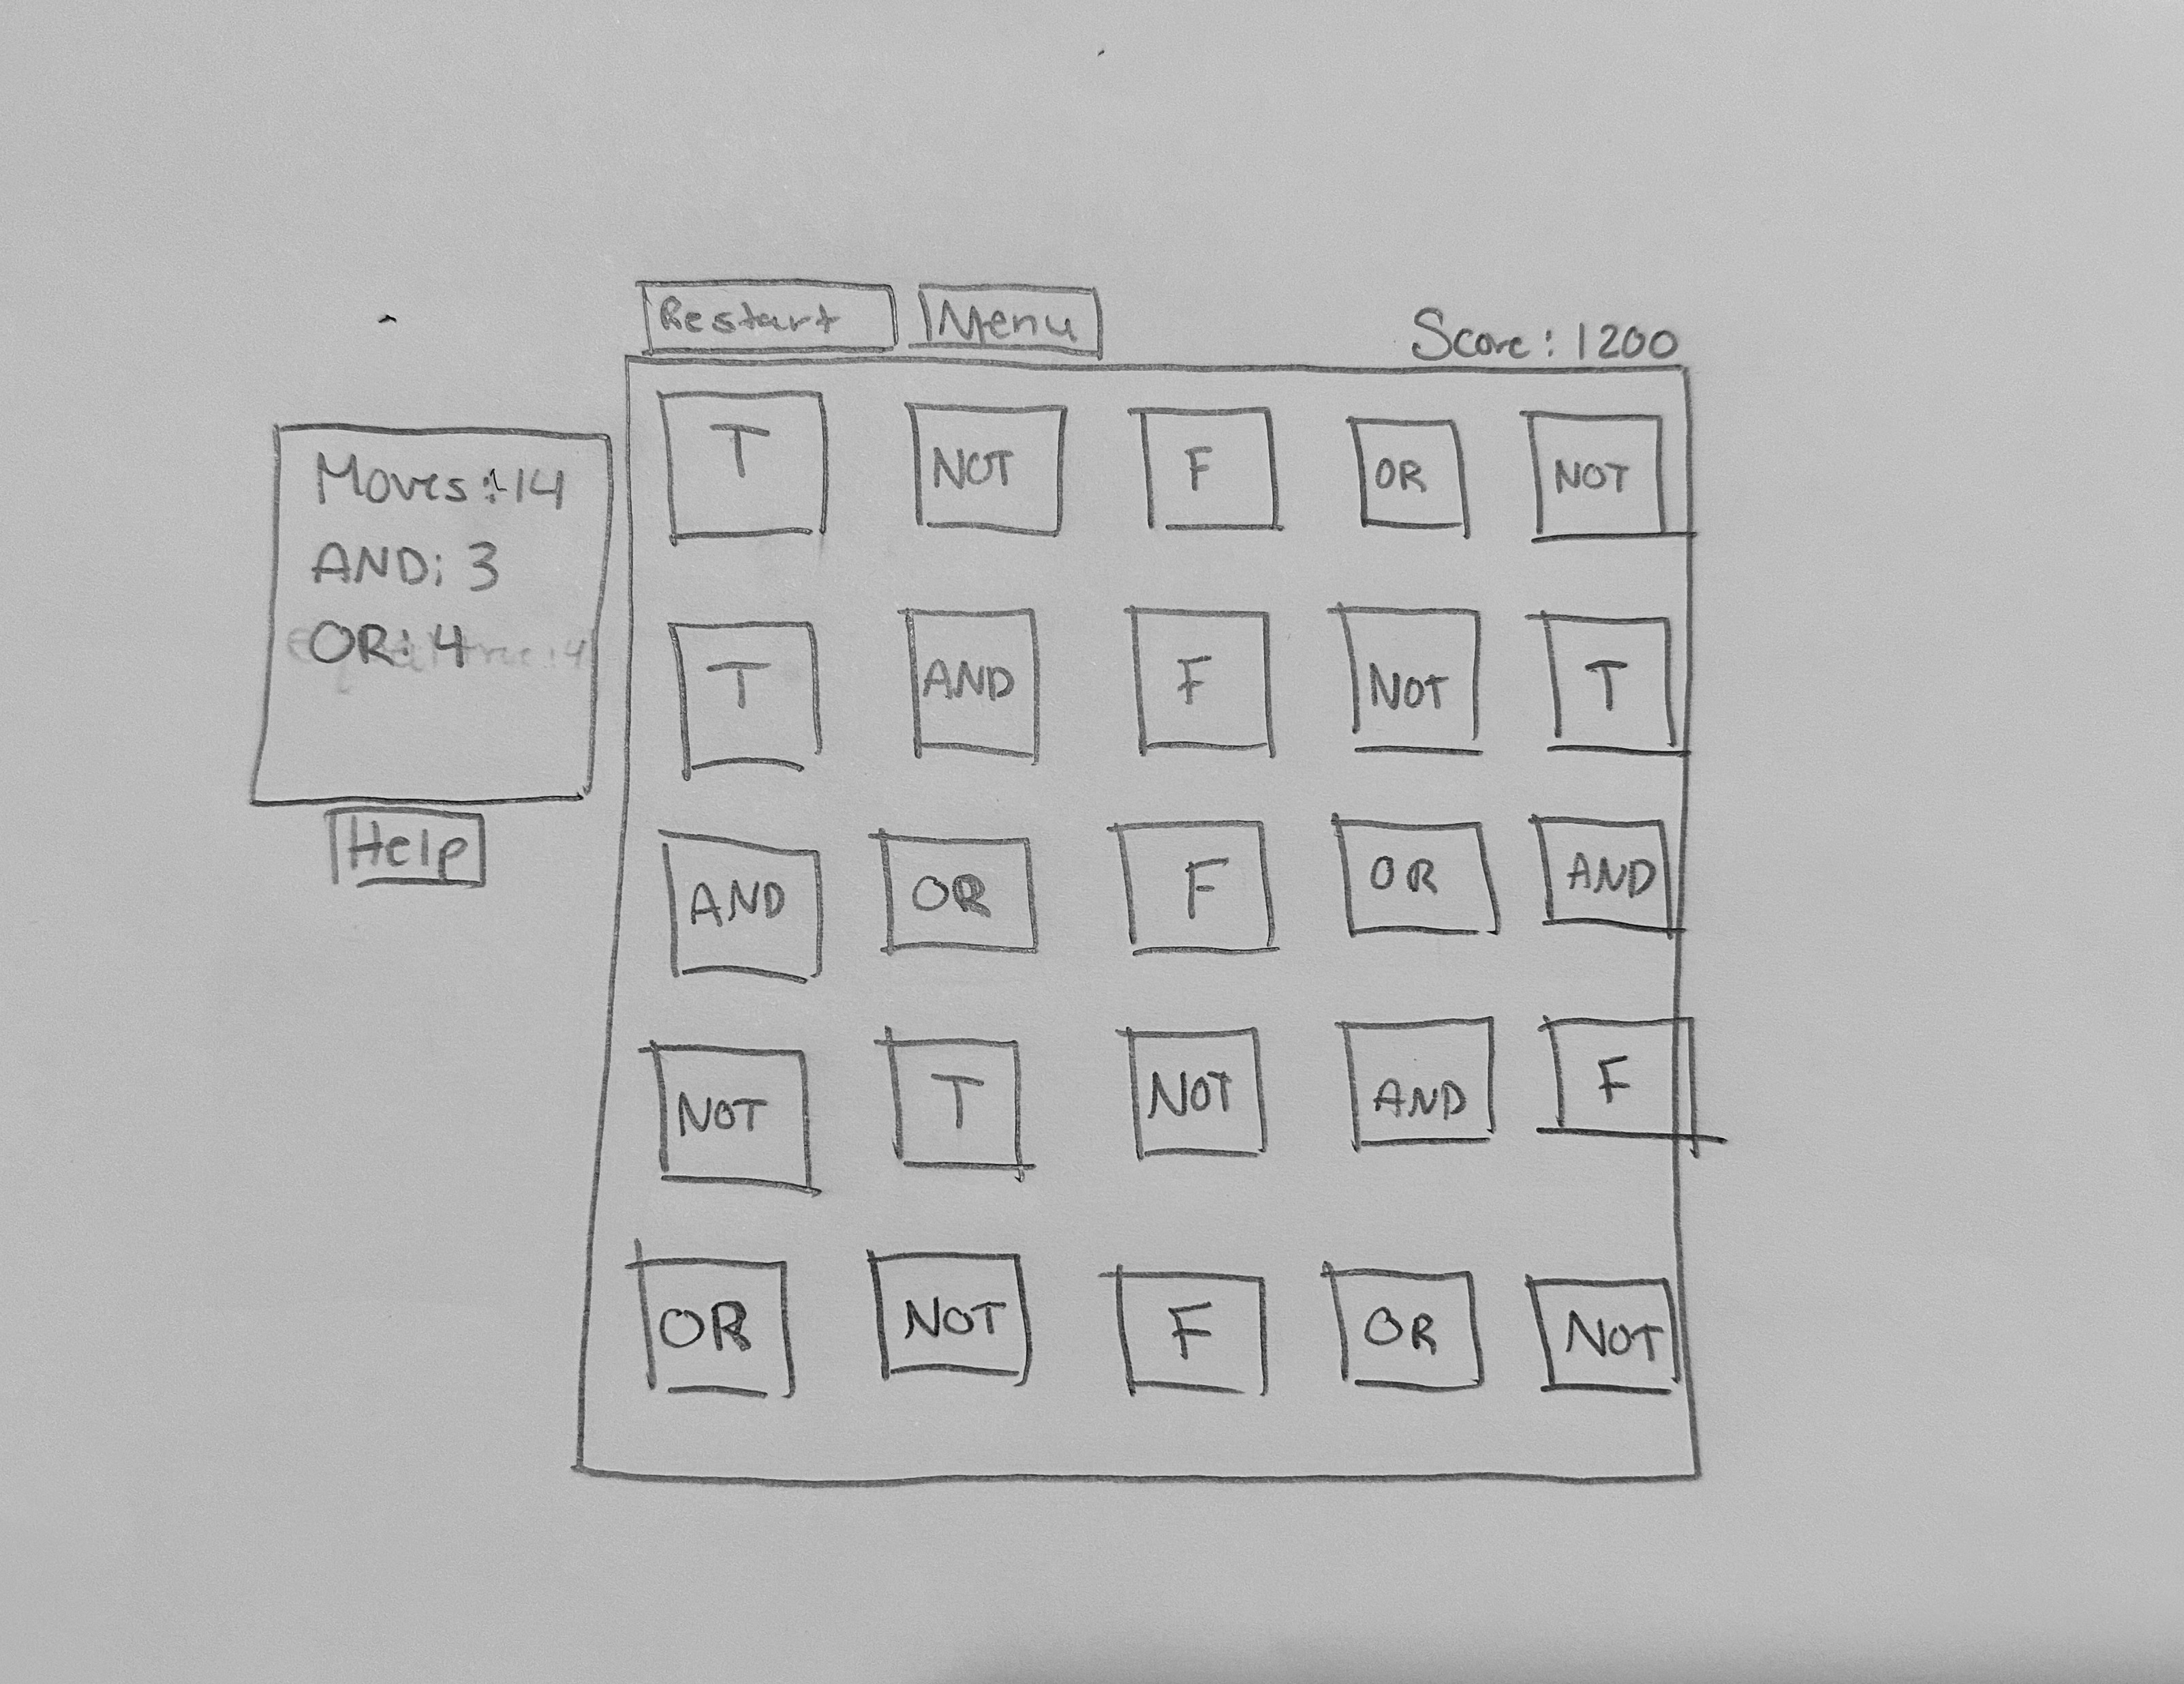 Restart Menu
Score: 1200
Moves: 14
AND: 3
OR: 4
Help
T NOT F OR NOT
T AND F NOT T
AND OR F OR AND
NOT T NOT AND F
OR NOT F OR NOT